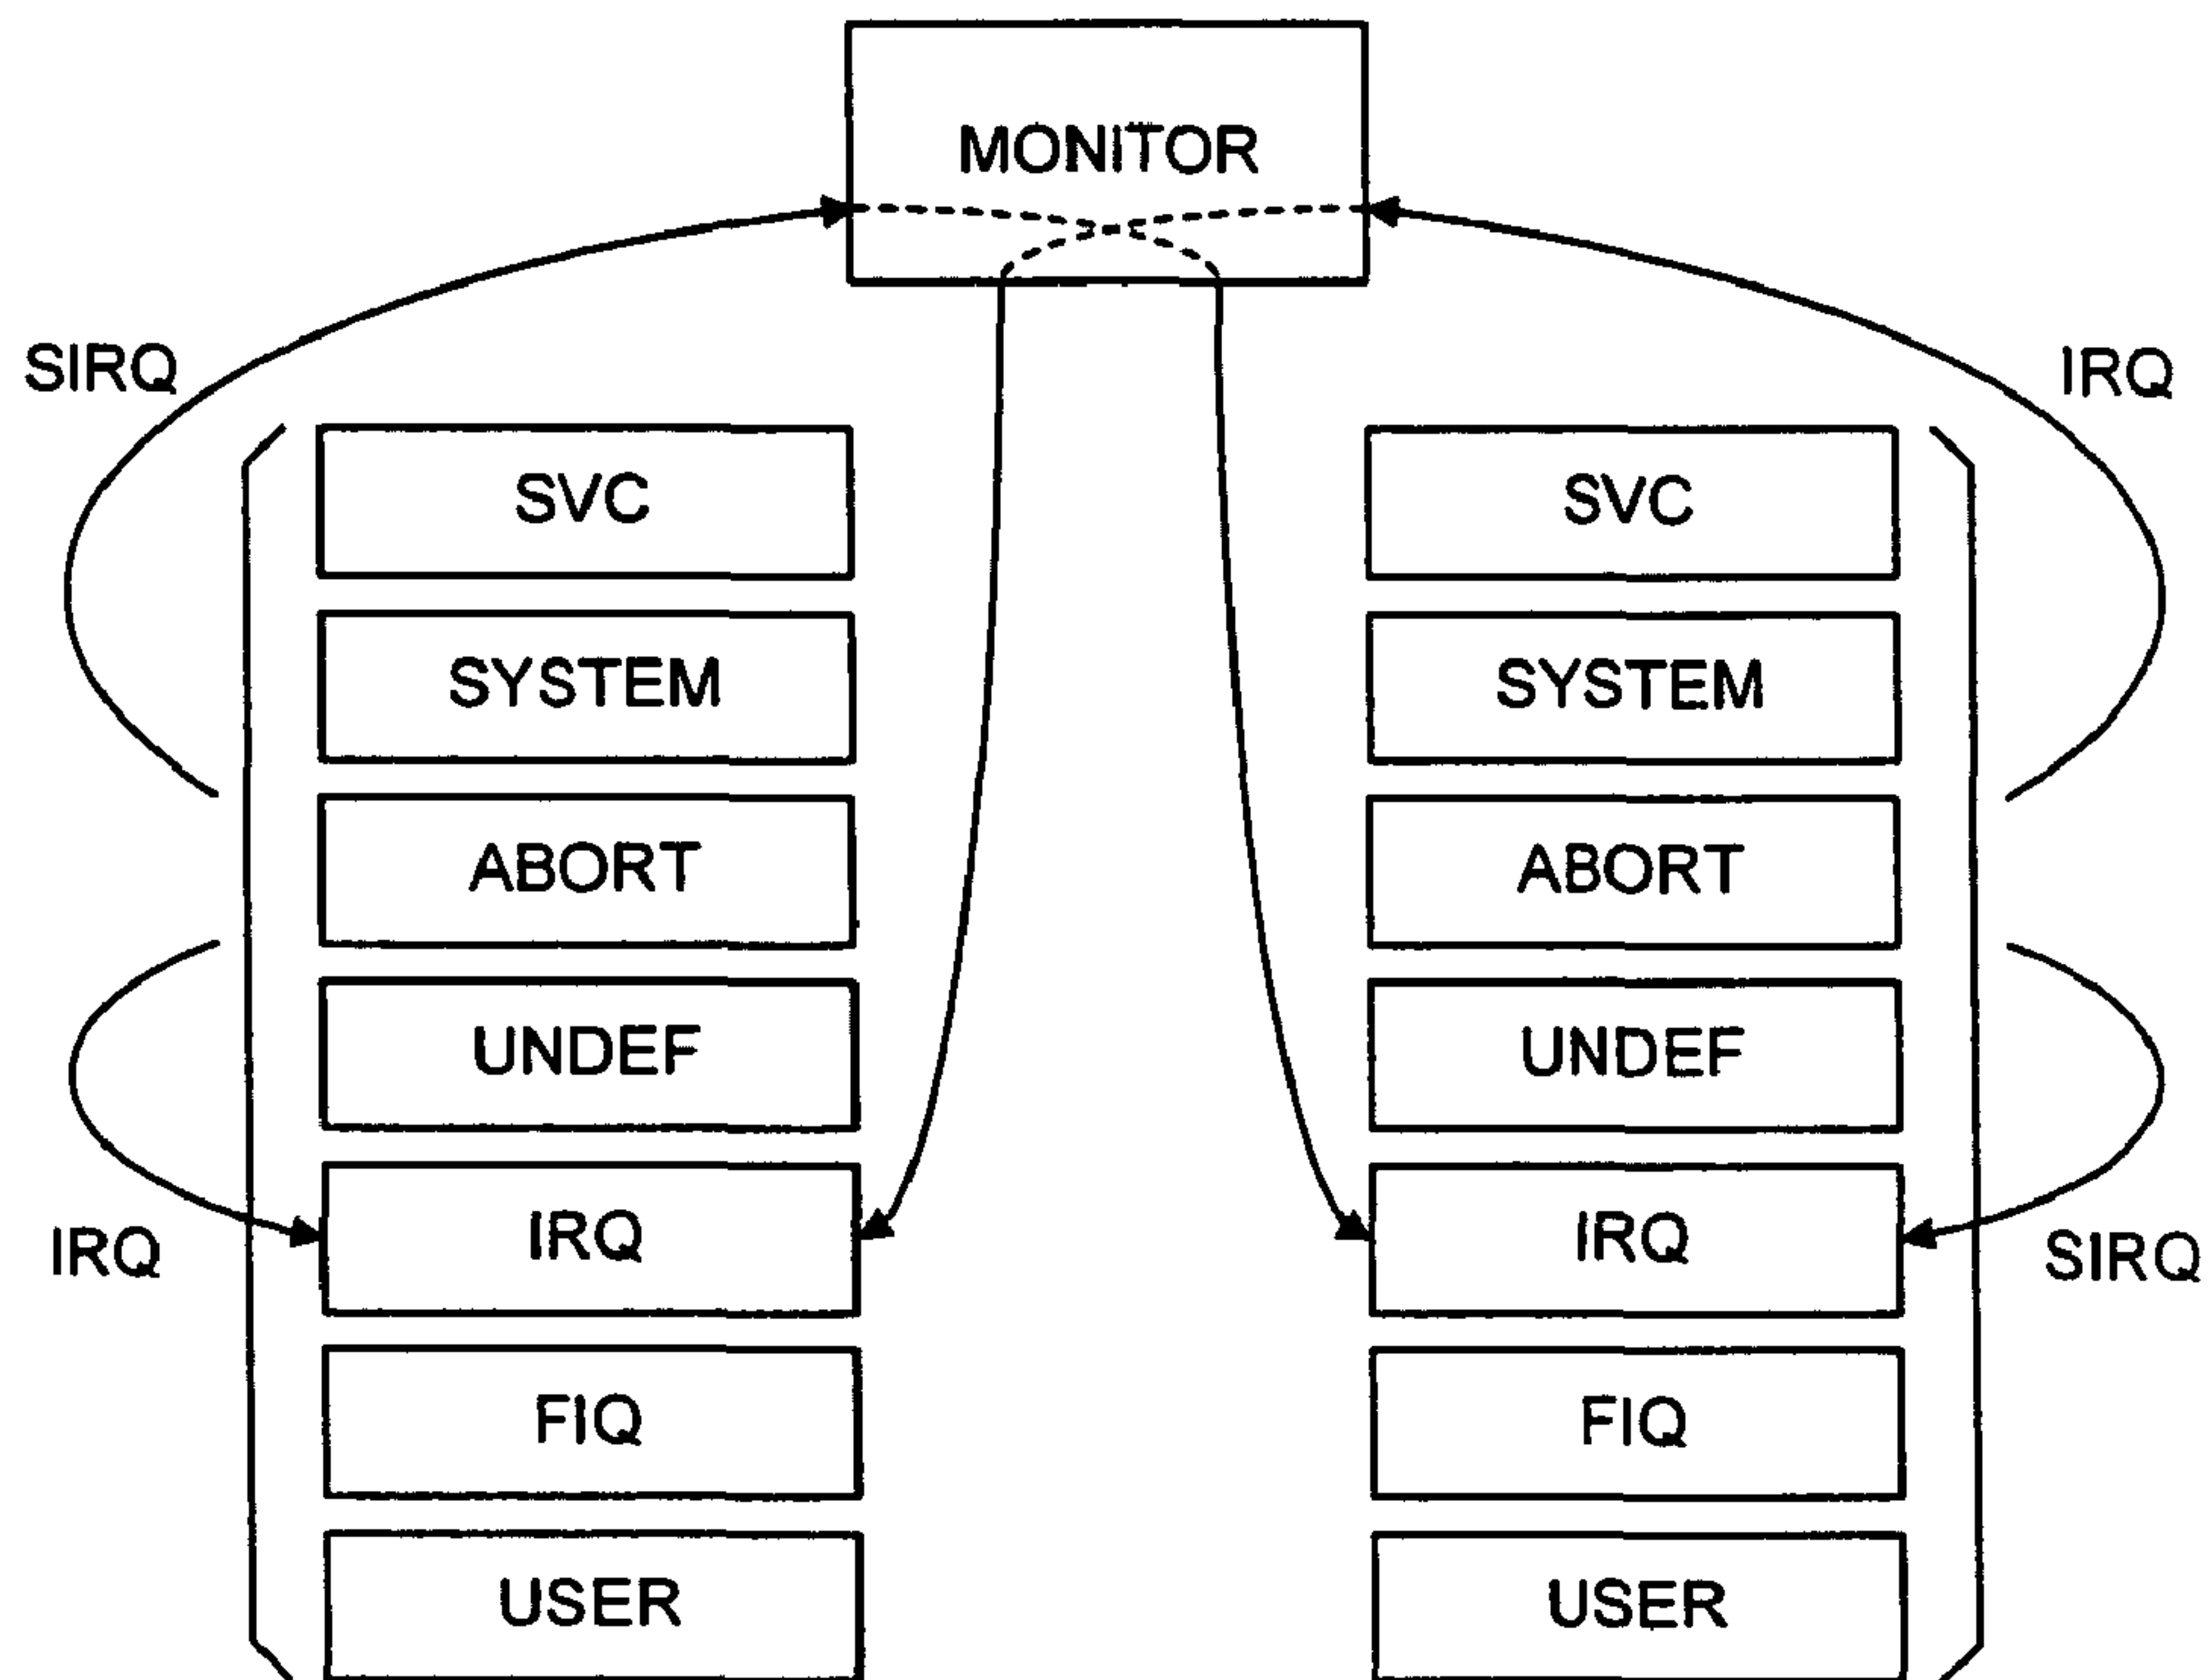 MONITOR
SIRQ
IRQ
SVC
SVC
SYSTEM
SYSTEM
ABORT
ABORT
UNDEF
UNDEF
IRQ
IRQ
IRQ
SIRQ
FIQ
FIQ
USER
USER